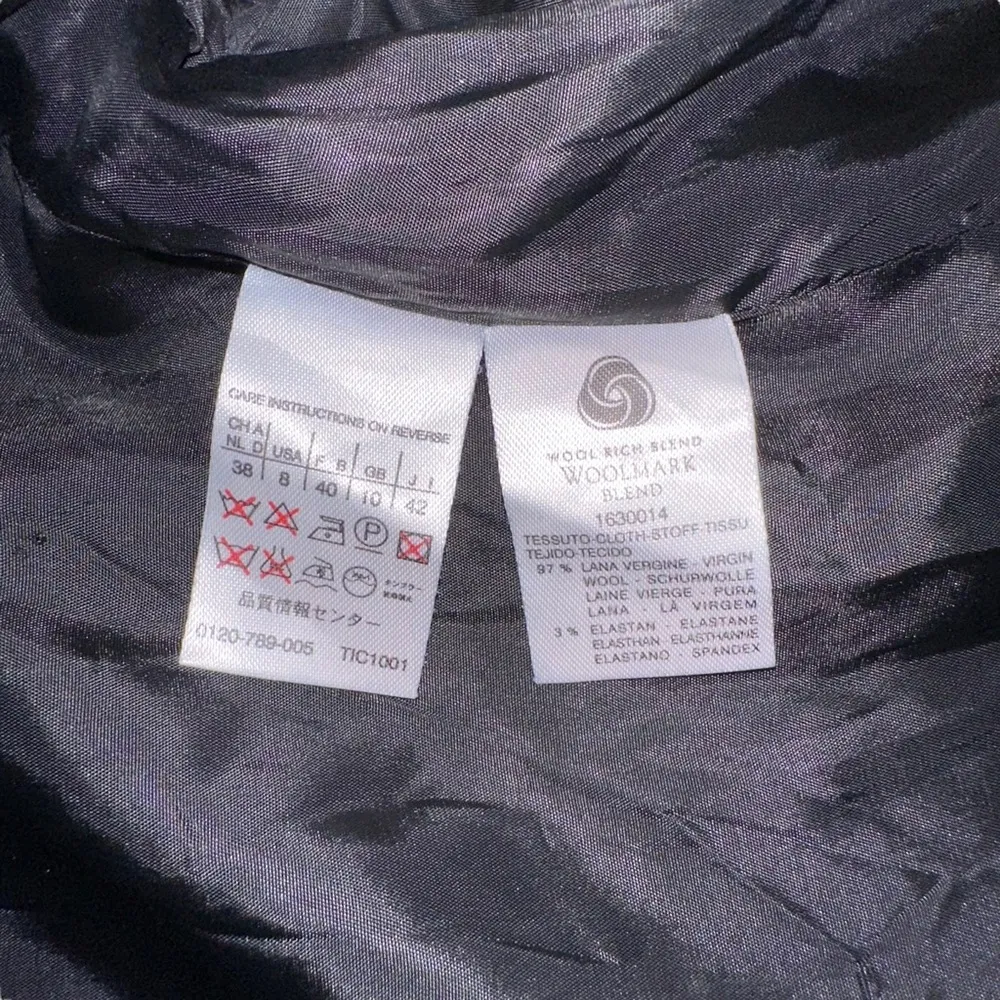 CARE INSTRUCTIONS ON REVERSE
CH A
NL D USA F B GB J I
38 8 40 10 42
P
品質情報センター
0120-789-005 TIC1001
WOOL RICH BLEND
WOOLMARK
BLEND
1630014
TESSUTO-CLOTH-STOFF-TISSU
TEJIDO-TECIDO
97 % LANA VERGINE - VIRGIN
WOOL - SCHURWOLLE
LAINE VIERGE - PURA
LANA - LÃ VIRGEM
3 % ELASTAN - ELASTANE
ELASTHAN-ELASTHANNE
ELASTANO - SPANDEX